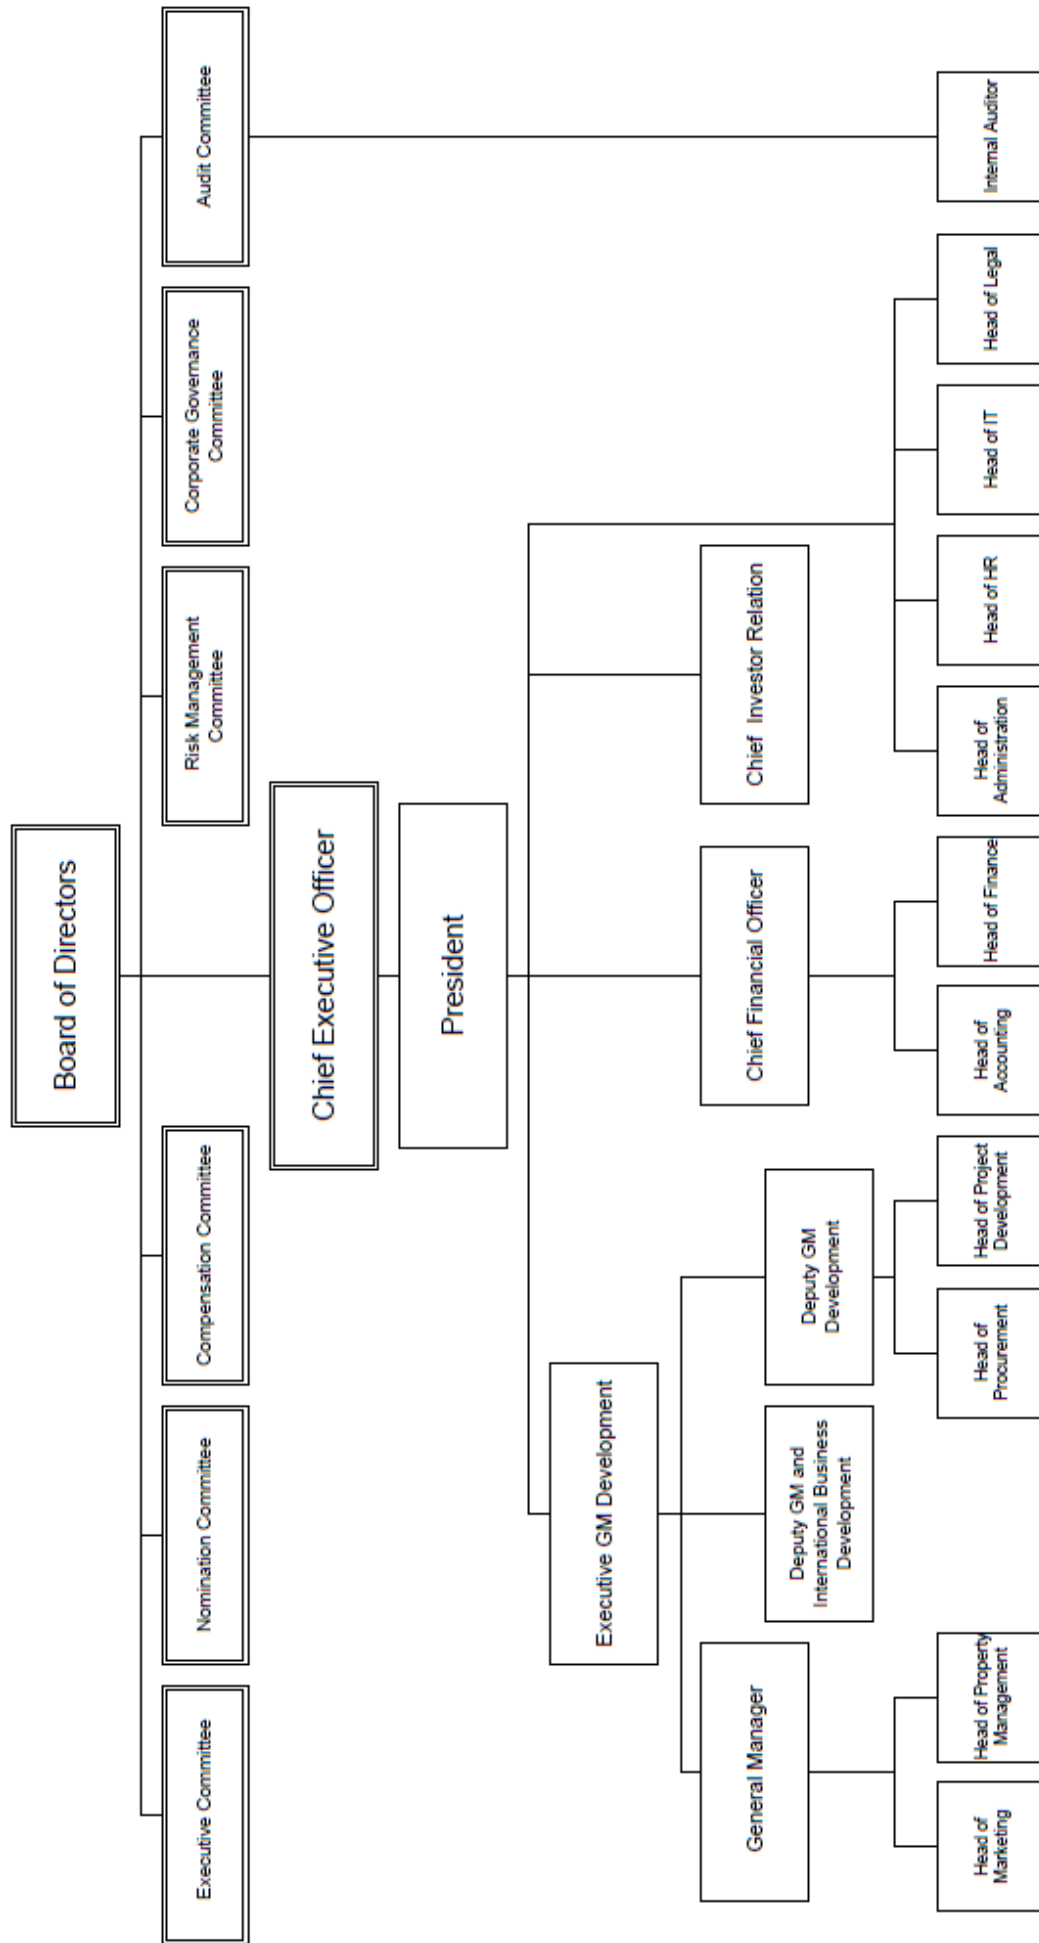 Board of Directors
Executive Committee
Nomination Committee
Compensation Committee
Risk Management
Committee
Corporate Governance
Committee
Audit Committee
Chief Executive Officer
President
Executive GM Development
General Manager
Deputy GM and
International Business
Development
Deputy GM
Development
Chief Financial Officer
Chief Investor Relation
Head of
Marketing
Head of Property
Management
Head of
Procurement
Head of Project
Development
Head of
Accounting
Head of Finance
Head of
Administration
Head of HR
Head of IT
Head of Legal
Internal Auditor